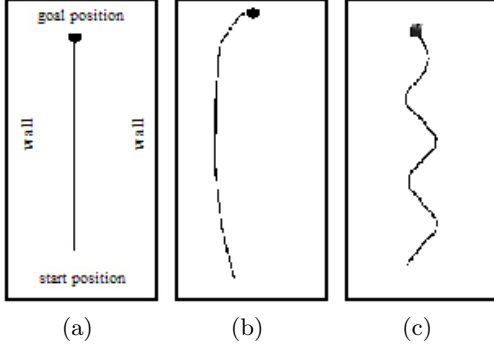 goal position
wall
wall
start position
(a)
(b)
(c)